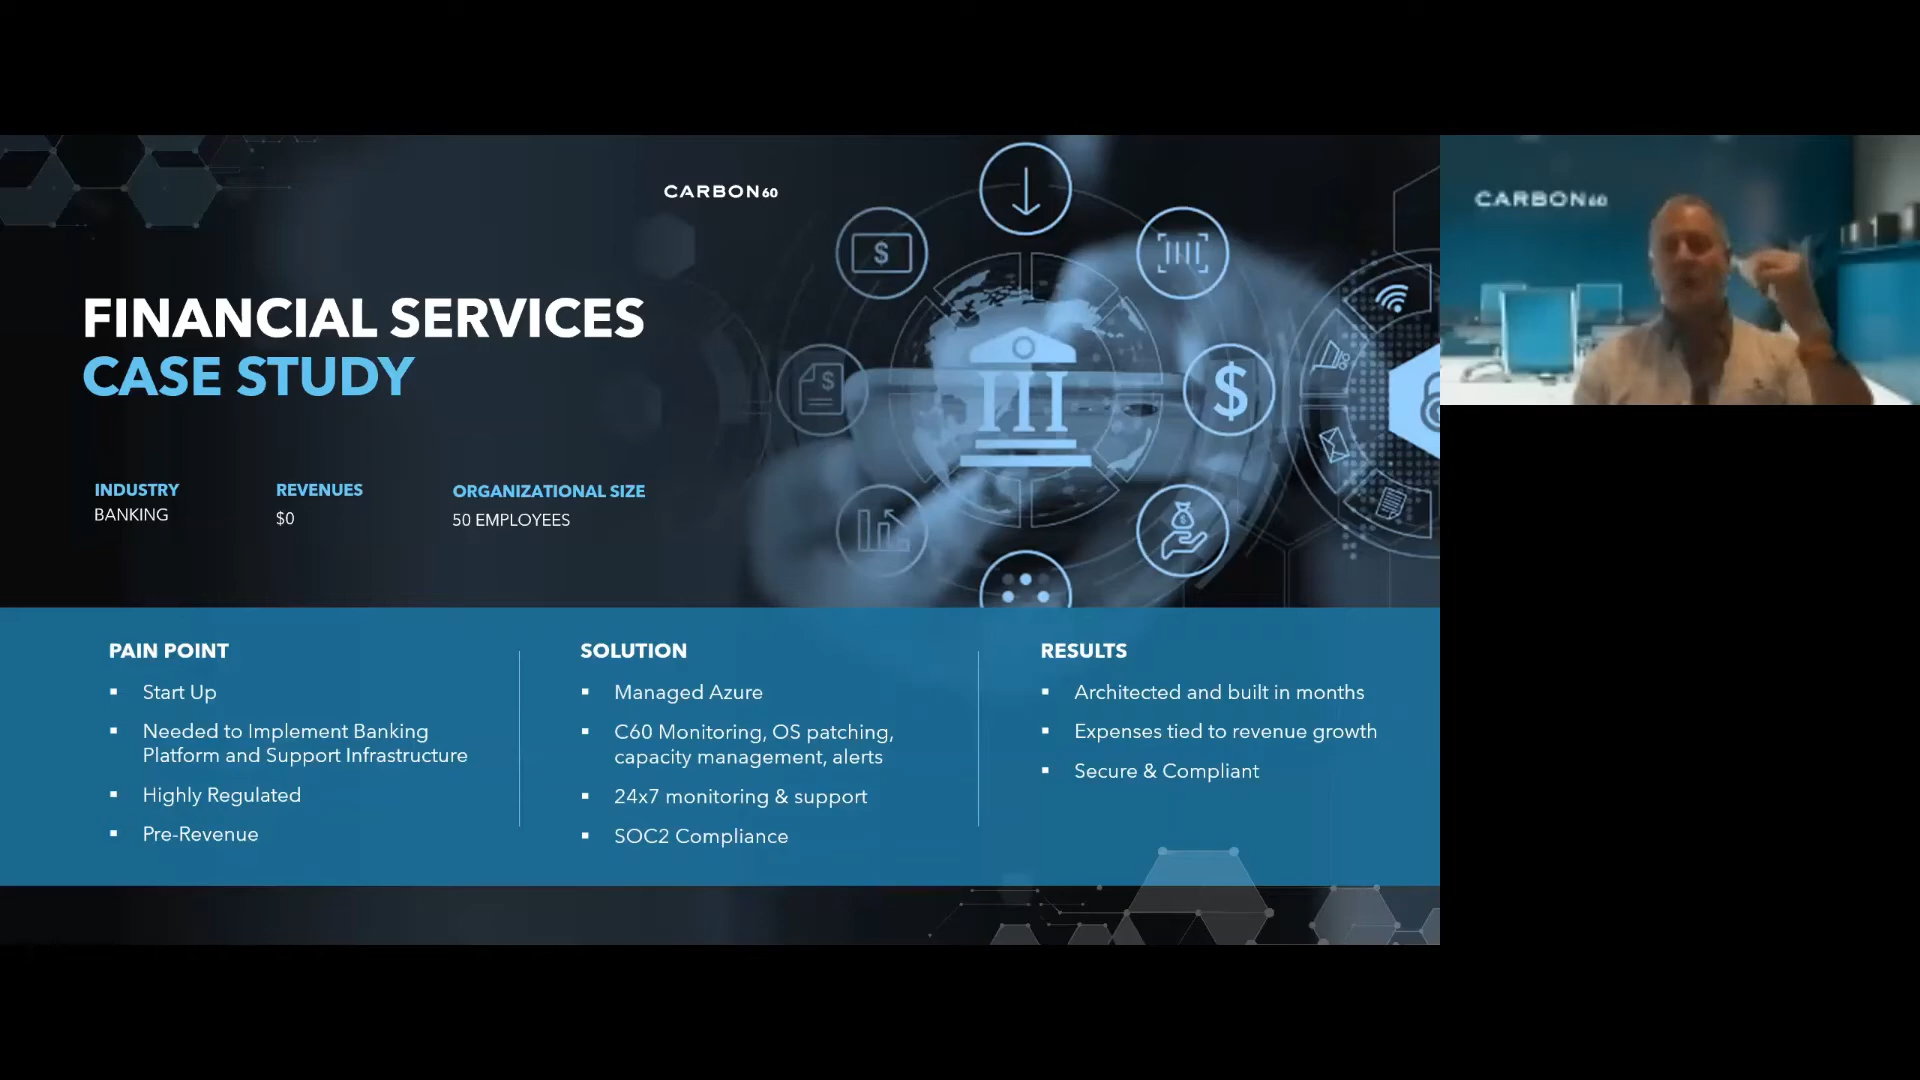 CARBON60
CARBON60
FINANCIAL SERVICES
CASE STUDY
INDUSTRY
BANKING
REVENUES
$0
ORGANIZATIONAL SIZE
50 EMPLOYEES
PAIN POINT
▪ Start Up
▪ Needed to Implement Banking
Platform and Support Infrastructure
▪ Highly Regulated
▪ Pre-Revenue
SOLUTION
▪ Managed Azure
▪ C60 Monitoring, OS patching,
capacity management, alerts
▪ 24x7 monitoring & support
▪ SOC2 Compliance
RESULTS
▪ Architected and built in months
▪ Expenses tied to revenue growth
▪ Secure & Compliant